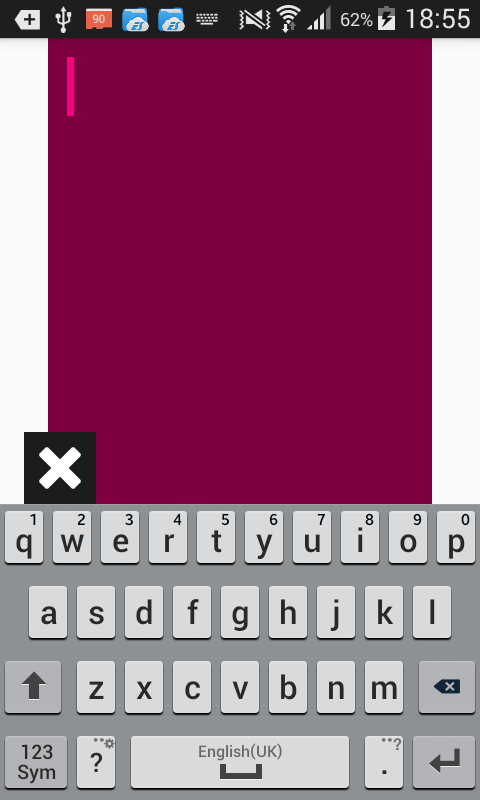 90 62% 18:55
1 2 3 4 5 6 7 8 9 0
q w e r t y u i o p
a s d f g h j k l
z x c v b n m
123 Sym ? ? English(UK) . ?